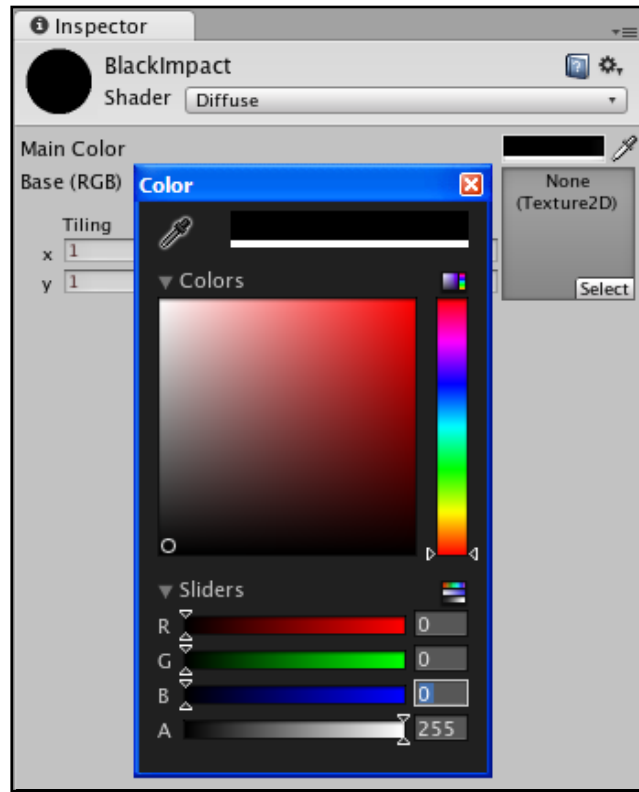 Inspector
BlackImpact
Shader Diffuse
Main Color
Base (RGB)
None
(Texture2D)
Select
Tiling
x 1
y 1
Color
Colors
Sliders
R 0
G 0
B 0
A 255